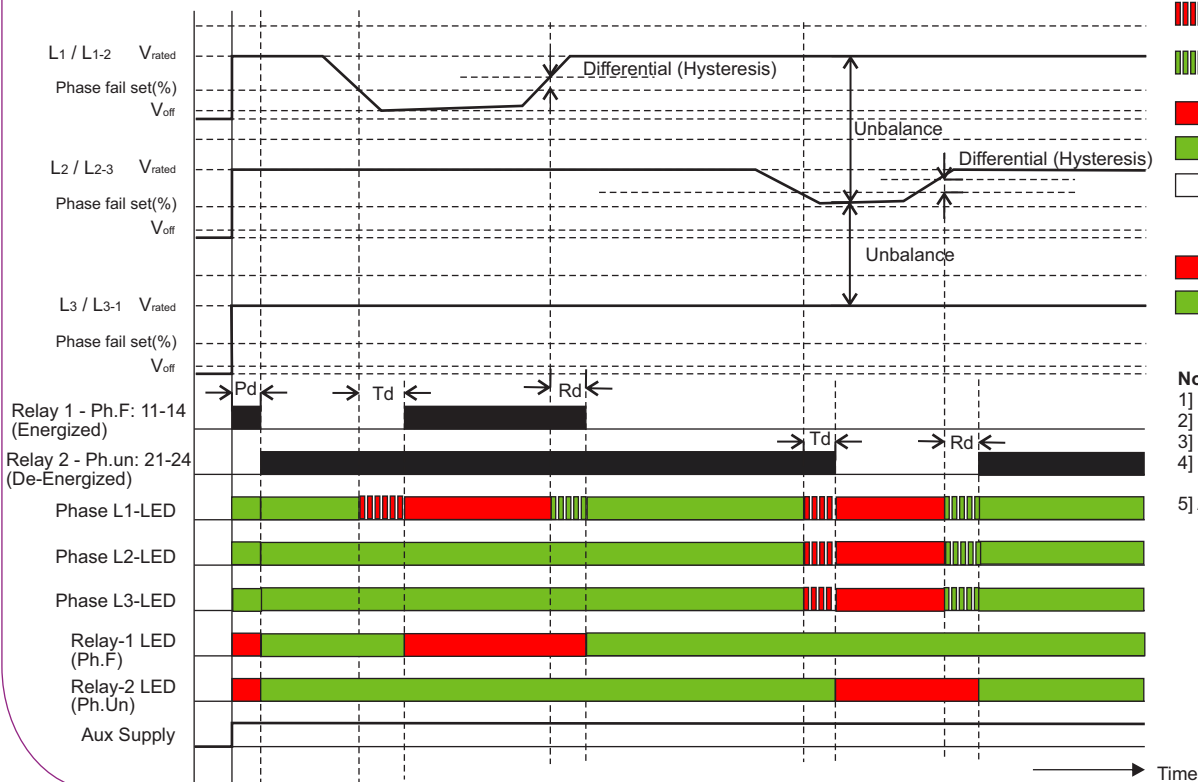 L1 / L1-2 Vrated
Phase fail set(%)
Voff
Differential (Hysteresis)
Unbalance
L2 / L2-3 Vrated
Differential (Hysteresis)
Phase fail set(%)
Voff
Unbalance
L3 / L3-1 Vrated
Phase fail set(%)
Voff
Pd
Td
Rd
Relay 1 - Ph.F: 11-14
(Energized)
Td
Rd
Relay 2 - Ph.un: 21-24
(De-Energized)
Phase L1-LED
Phase L2-LED
Phase L3-LED
Relay-1 LED
(Ph.F)
Relay-2 LED
(Ph.Un)
Aux Supply
Time
1]
2]
3]
4]
5]